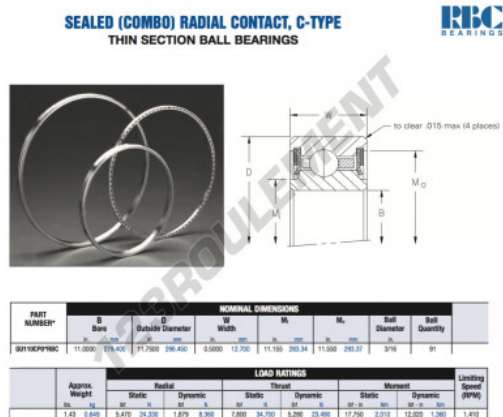 SEALED (COMBO) RADIAL CONTACT, C-TYPE
THIN SECTION BALL BEARINGS
RBC
BEARINGS
W
to clear .015 max (4 places)
D
Mi
B
Mo
123ROULEMENT
NOMINAL DIMENSIONS
PART NUMBER* B Bore D Outside Diameter W Width Mi Mo Ball Diameter Ball Quantity
in. mm in. mm in. mm in. mm in. mm in.
GU110CP0*RBC 11.0000 279.400 11.7500 298.450 0.5000 12.700 11.155 11.550 293.37 3/16 91
LOAD RATINGS
Approx. Weight Radial Thrust Moment Limiting Speed (RPM)
Static Dynamic Static Dynamic Static Dynamic
lbs. kg lbf N lbf N lbf N lbf N lbf - in Nm lbf - in Nm
1.43 0.649 5,470 24,330 1,879 8,360 7,800 34,700 5,280 23,490 17,750 2,010 12,020 1,360 1,410